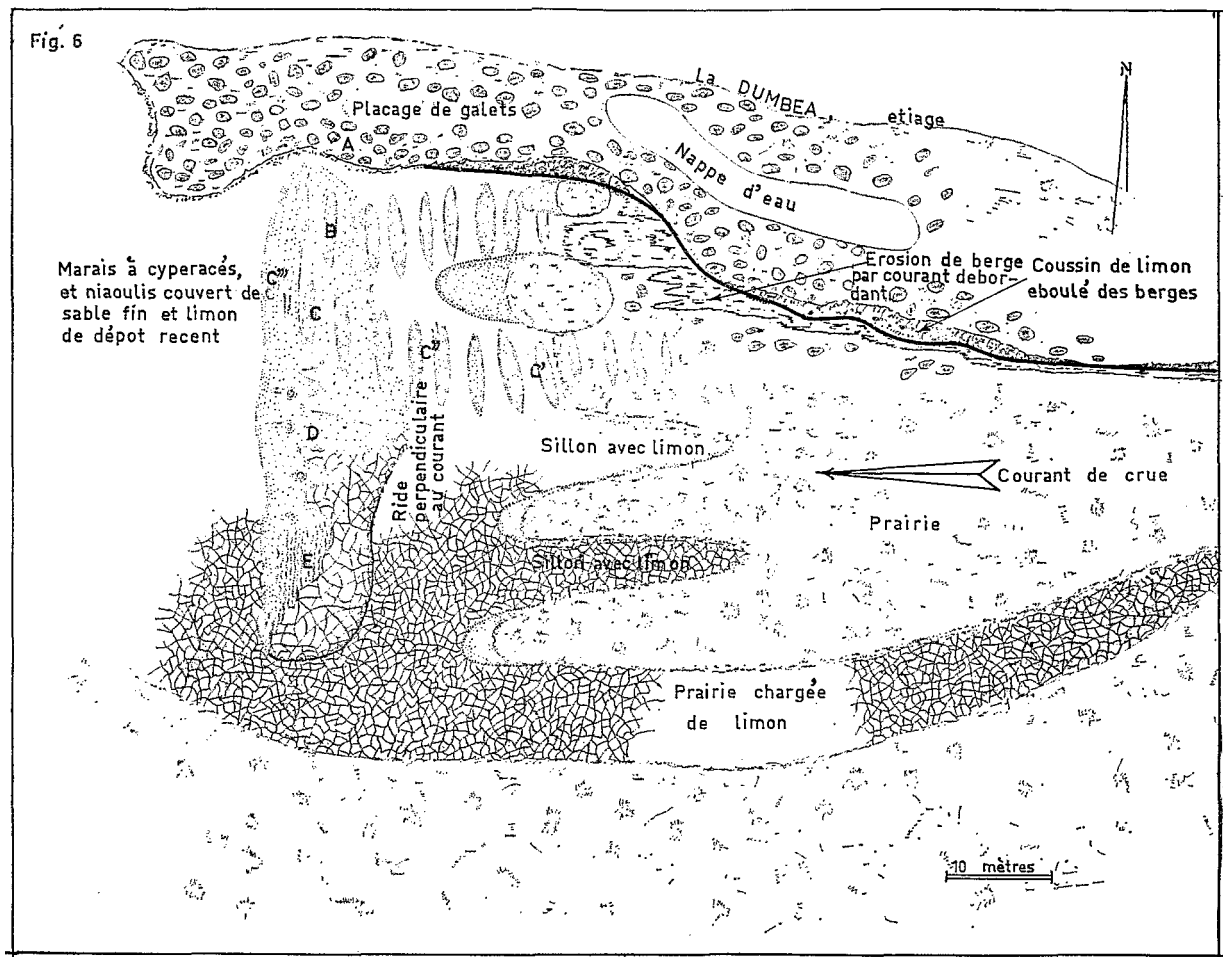 Fig. 6
La DUMBEA, etiage
N
Placage de galets
A
Nappe d'eau
B
Erosion de berge
par courant debor-
dant
Coussin de limon
eboulé des berges
Marais à cyperacés,
et niaoulis couvert de
sable fin et limon
de dépot recent
C'''
C
C''
C'
D
Ride
perpendiculaire
au courant
Sillon avec limon
Courant de crue
Prairie
E
Sillon avec limon
Prairie chargée
de limon
10 mètres